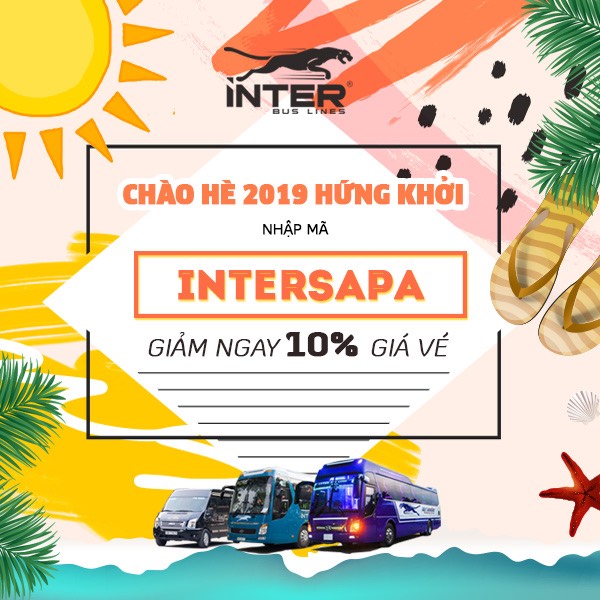 INTER®
BUS LINES
CHÀO HÈ 2019 HỨNG KHỞI
NHẬP MÃ
INTERSAPA
GIẢM NGAY 10% GIÁ VÉ